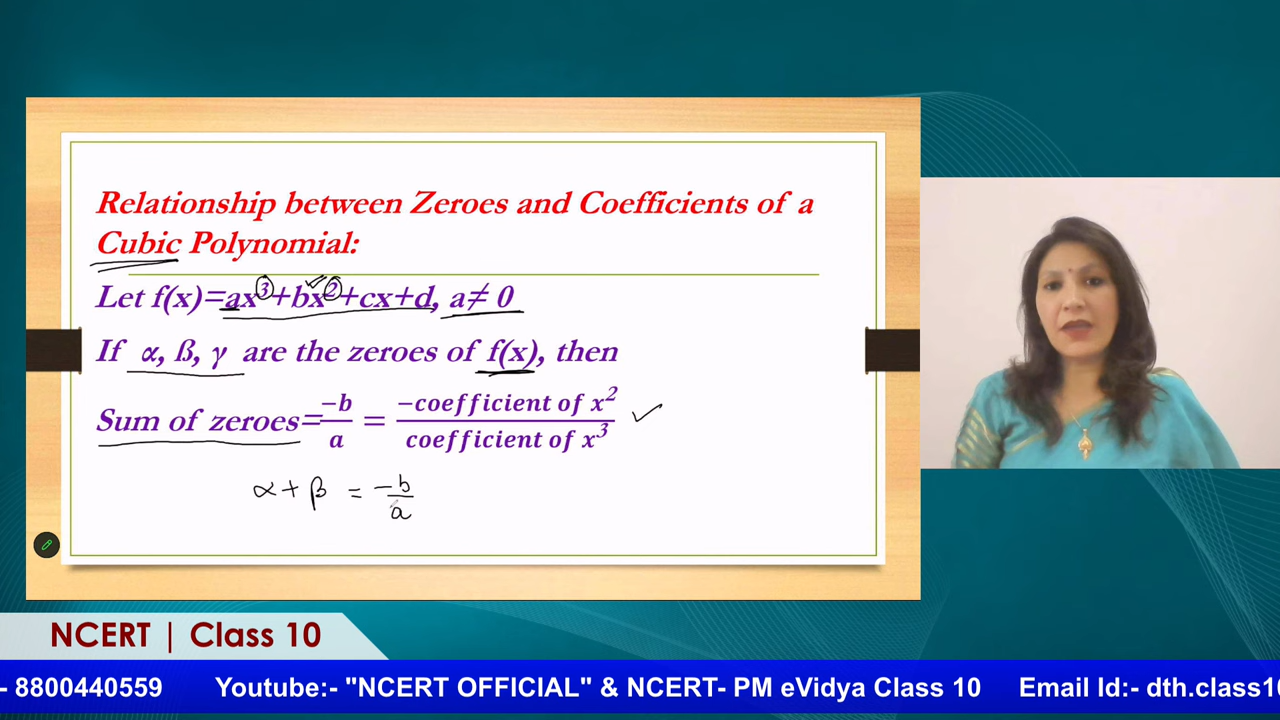 Relationship between Zeroes and Coefficients of a
Cubic Polynomial:
Let f(x)=ax³+bx²+cx+d, a≠ 0
If α, ß, γ are the zeroes of f(x), then
Sum of zeroes=-b/a = -coefficient of x²/coefficient of x³
α + β = -b/a
NCERT | Class 10
- 8800440559 Youtube:- "NCERT OFFICIAL" & NCERT- PM eVidya Class 10 Email Id:- dth.class10